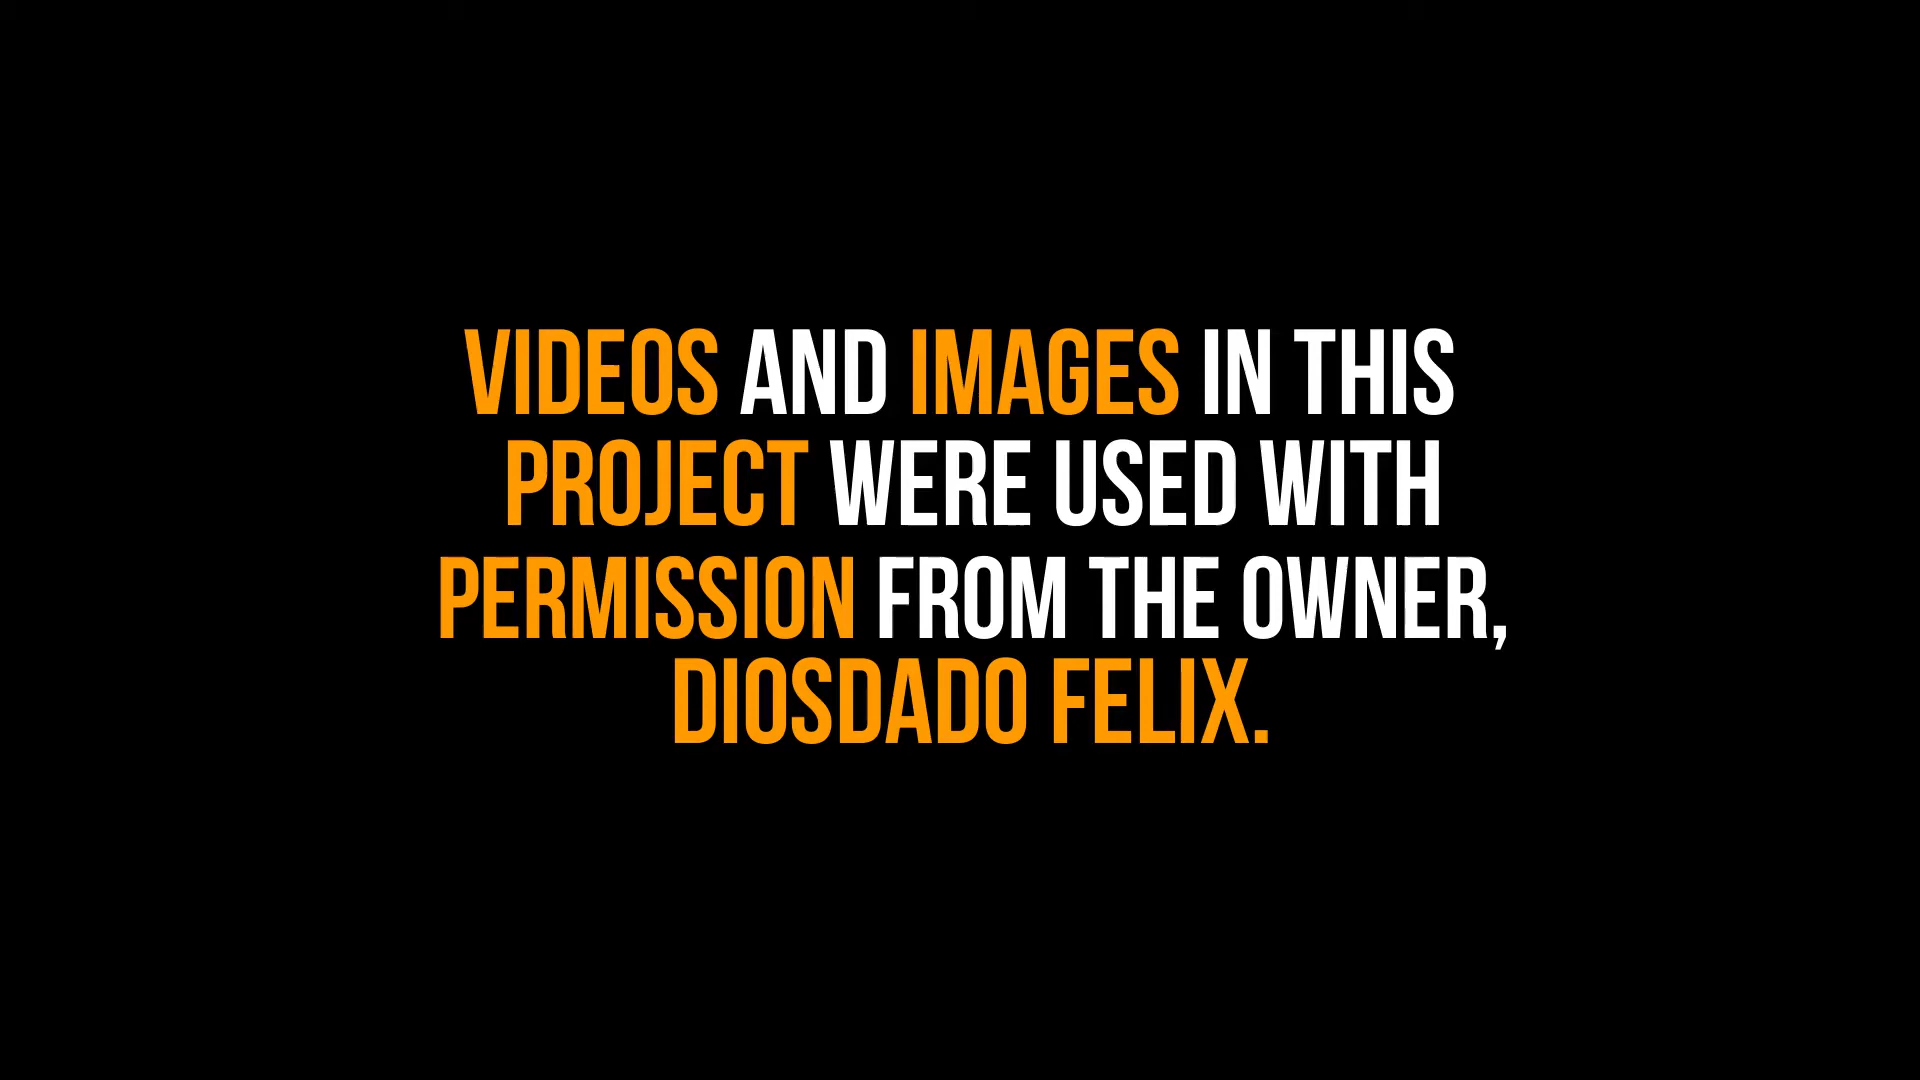 VIDEOS AND IMAGES IN THIS
PROJECT WERE USED WITH
PERMISSION FROM THE OWNER,
DIOSDADO FELIX.